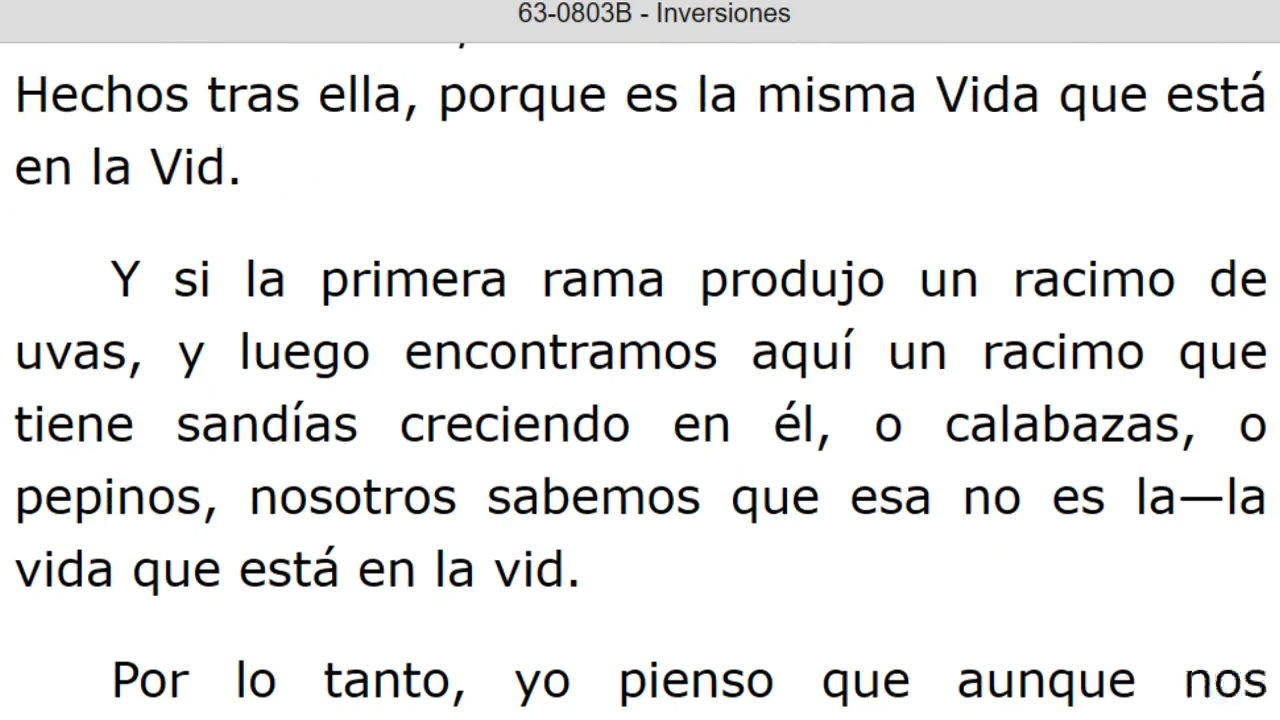 63-0803B - Inversiones
Hechos tras ella, porque es la misma Vida que está
en la Vid.
Y si la primera rama produjo un racimo de
uvas, y luego encontramos aquí un racimo que
tiene sandías creciendo en él, o calabazas, o
pepinos, nosotros sabemos que esa no es la—la
vida que está en la vid.
Por lo tanto, yo pienso que aunque nos